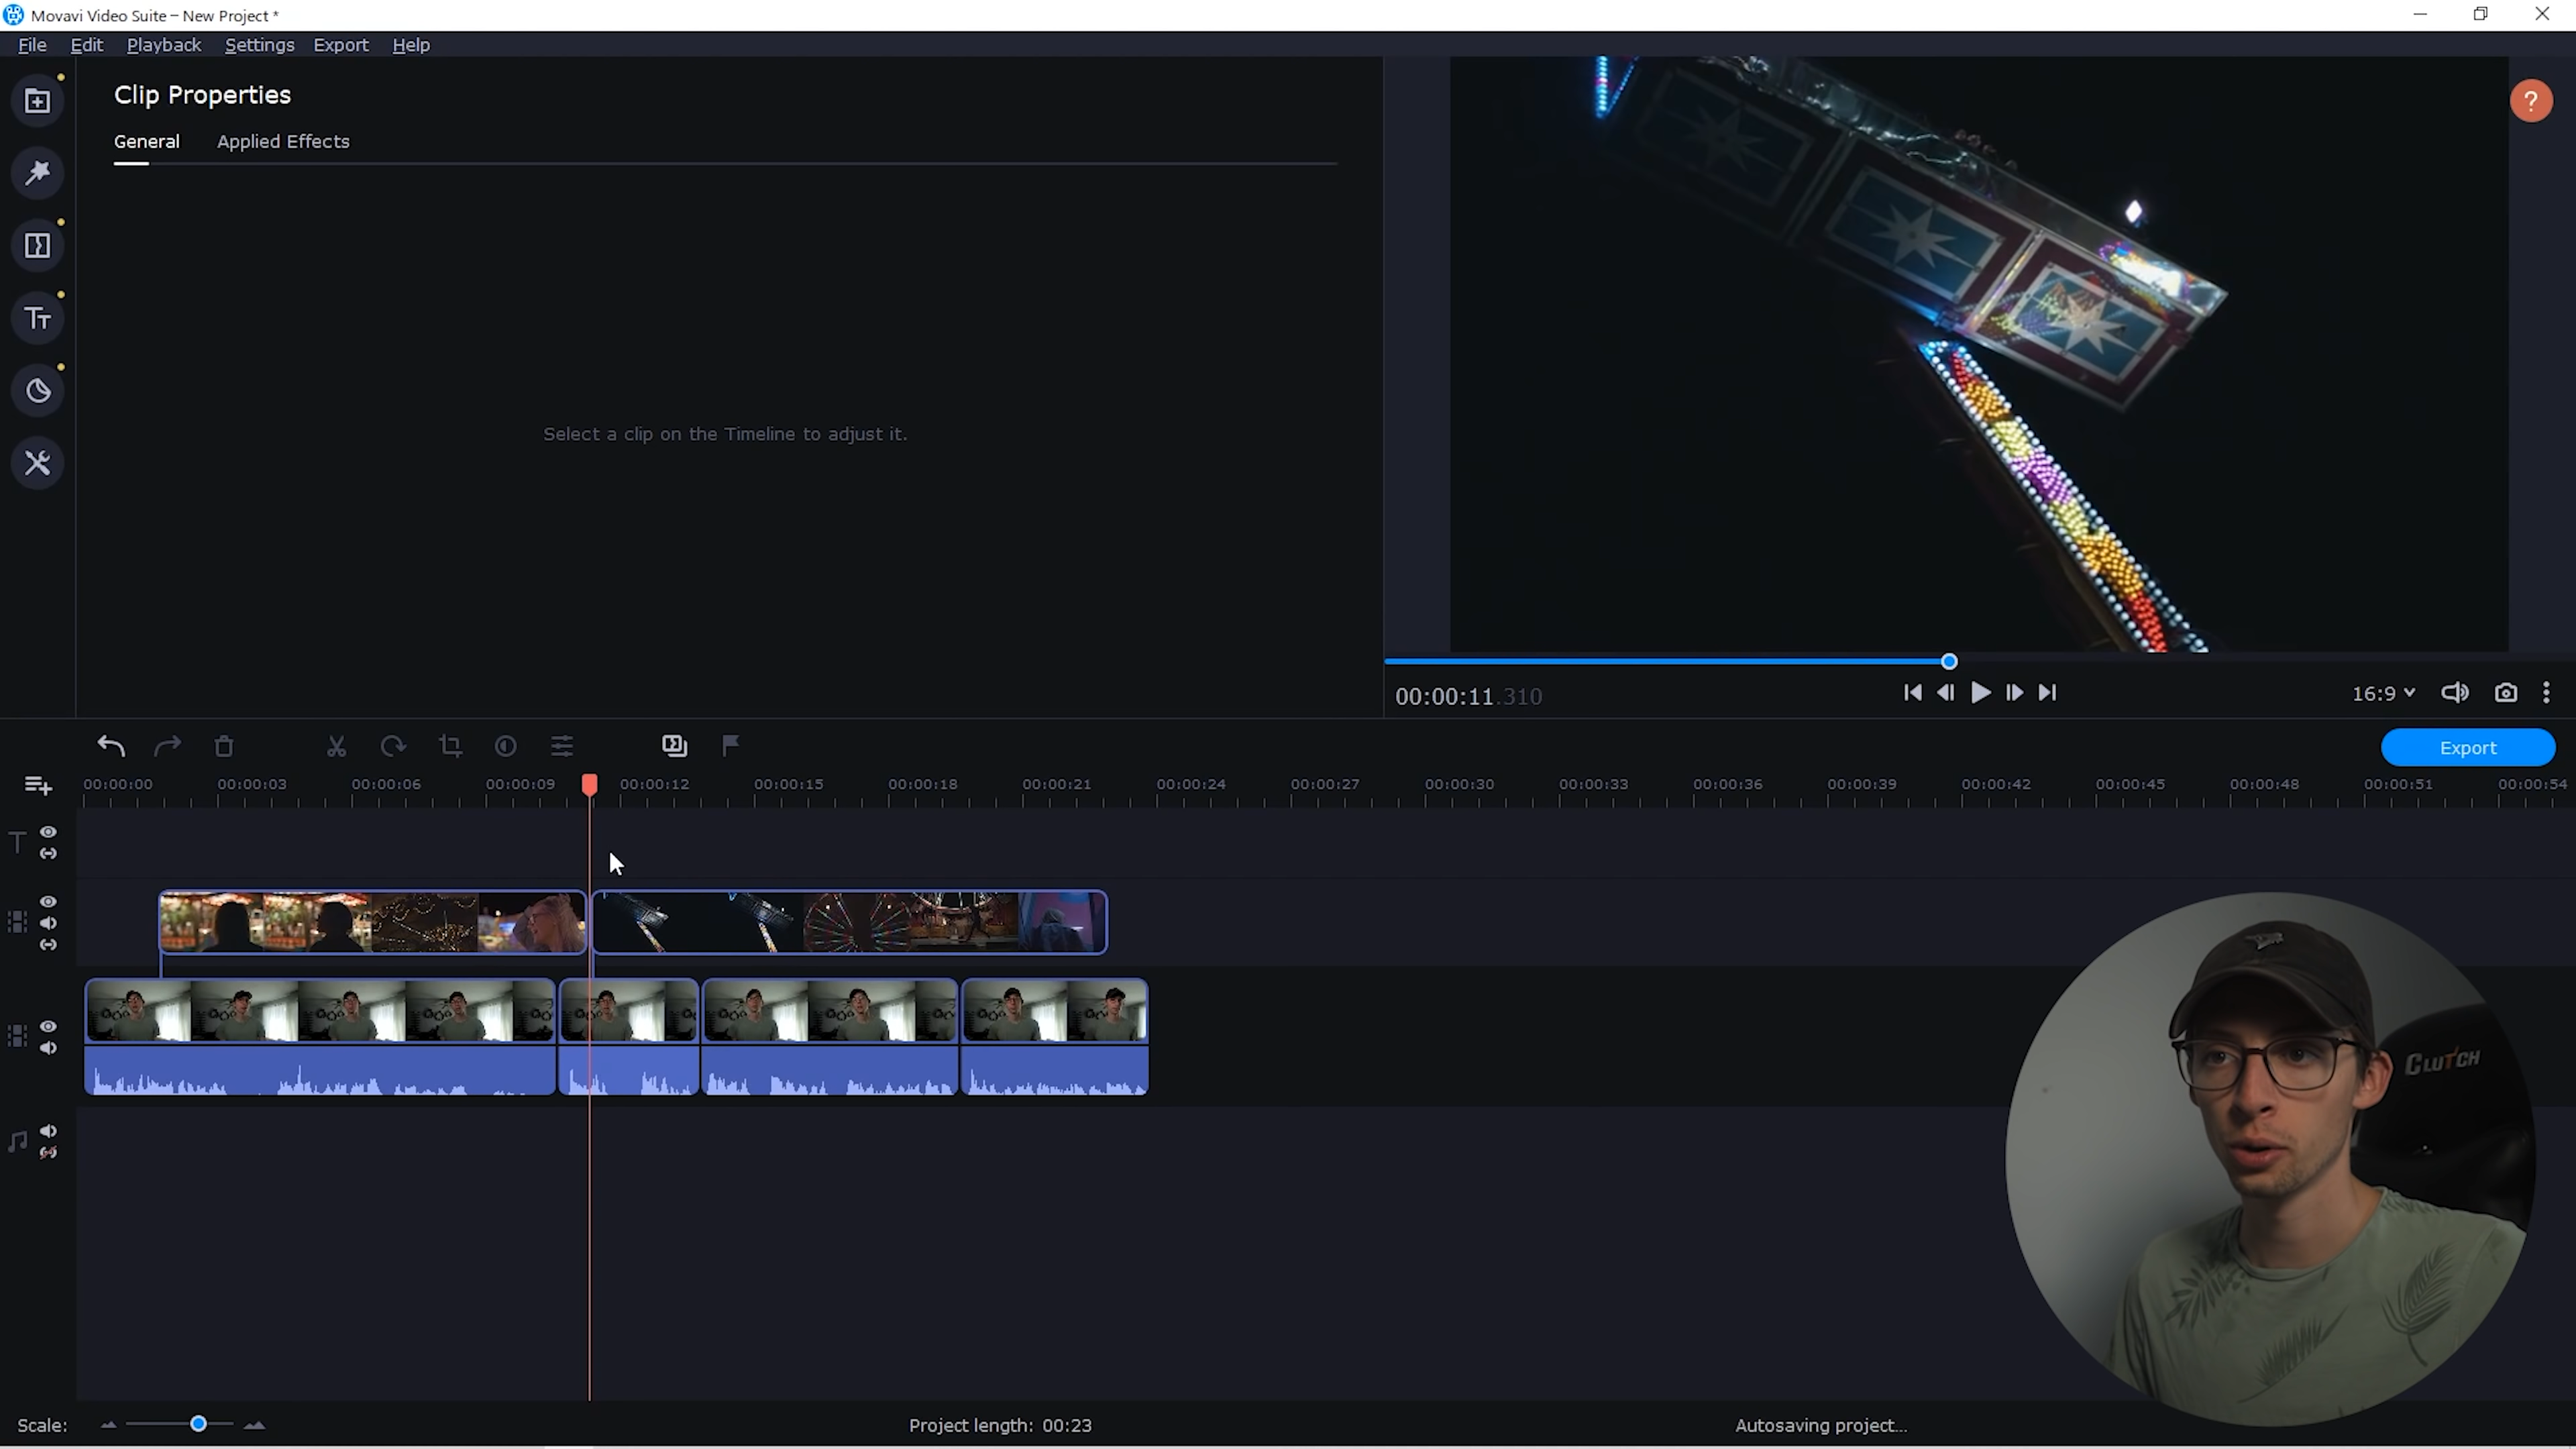 Movavi Video Suite – New Project *
File Edit Playback Settings Export Help
Clip Properties
General Applied Effects
Select a clip on the Timeline to adjust it.
?
00:00:11.310
16:9
Export
00:00:00 00:00:03 00:00:06 00:00:09 00:00:12 00:00:15 00:00:18 00:00:21 00:00:24 00:00:27 00:00:30 00:00:33 00:00:36 00:00:39 00:00:42 00:00:45 00:00:48 00:00:51 00:00:54
CLUTCH
Scale: Project length: 00:23 Autosaving project...